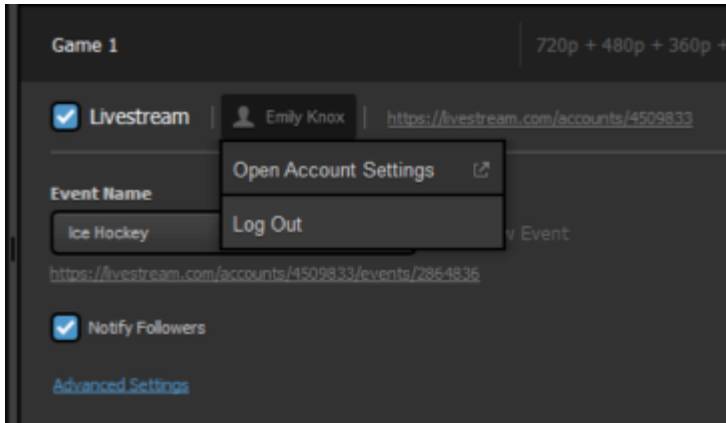 Game 1
720p + 480p + 360p +
Livestream
Emily Knox
https://livestream.com/accounts/4509833
Open Account Settings
Event Name
Log Out
Ice Hockey
Event
https://livestream.com/accounts/4509833/events/2864836
Notify Followers
Advanced Settings